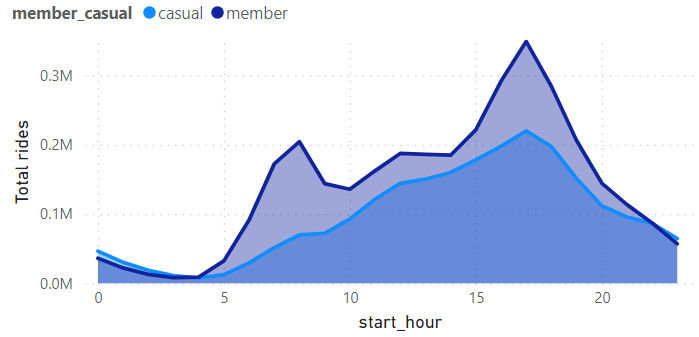 member_casual casual member
0.3M
0.2M
0.1M
0.0M
Total rides
0 5 10 15 20
start_hour